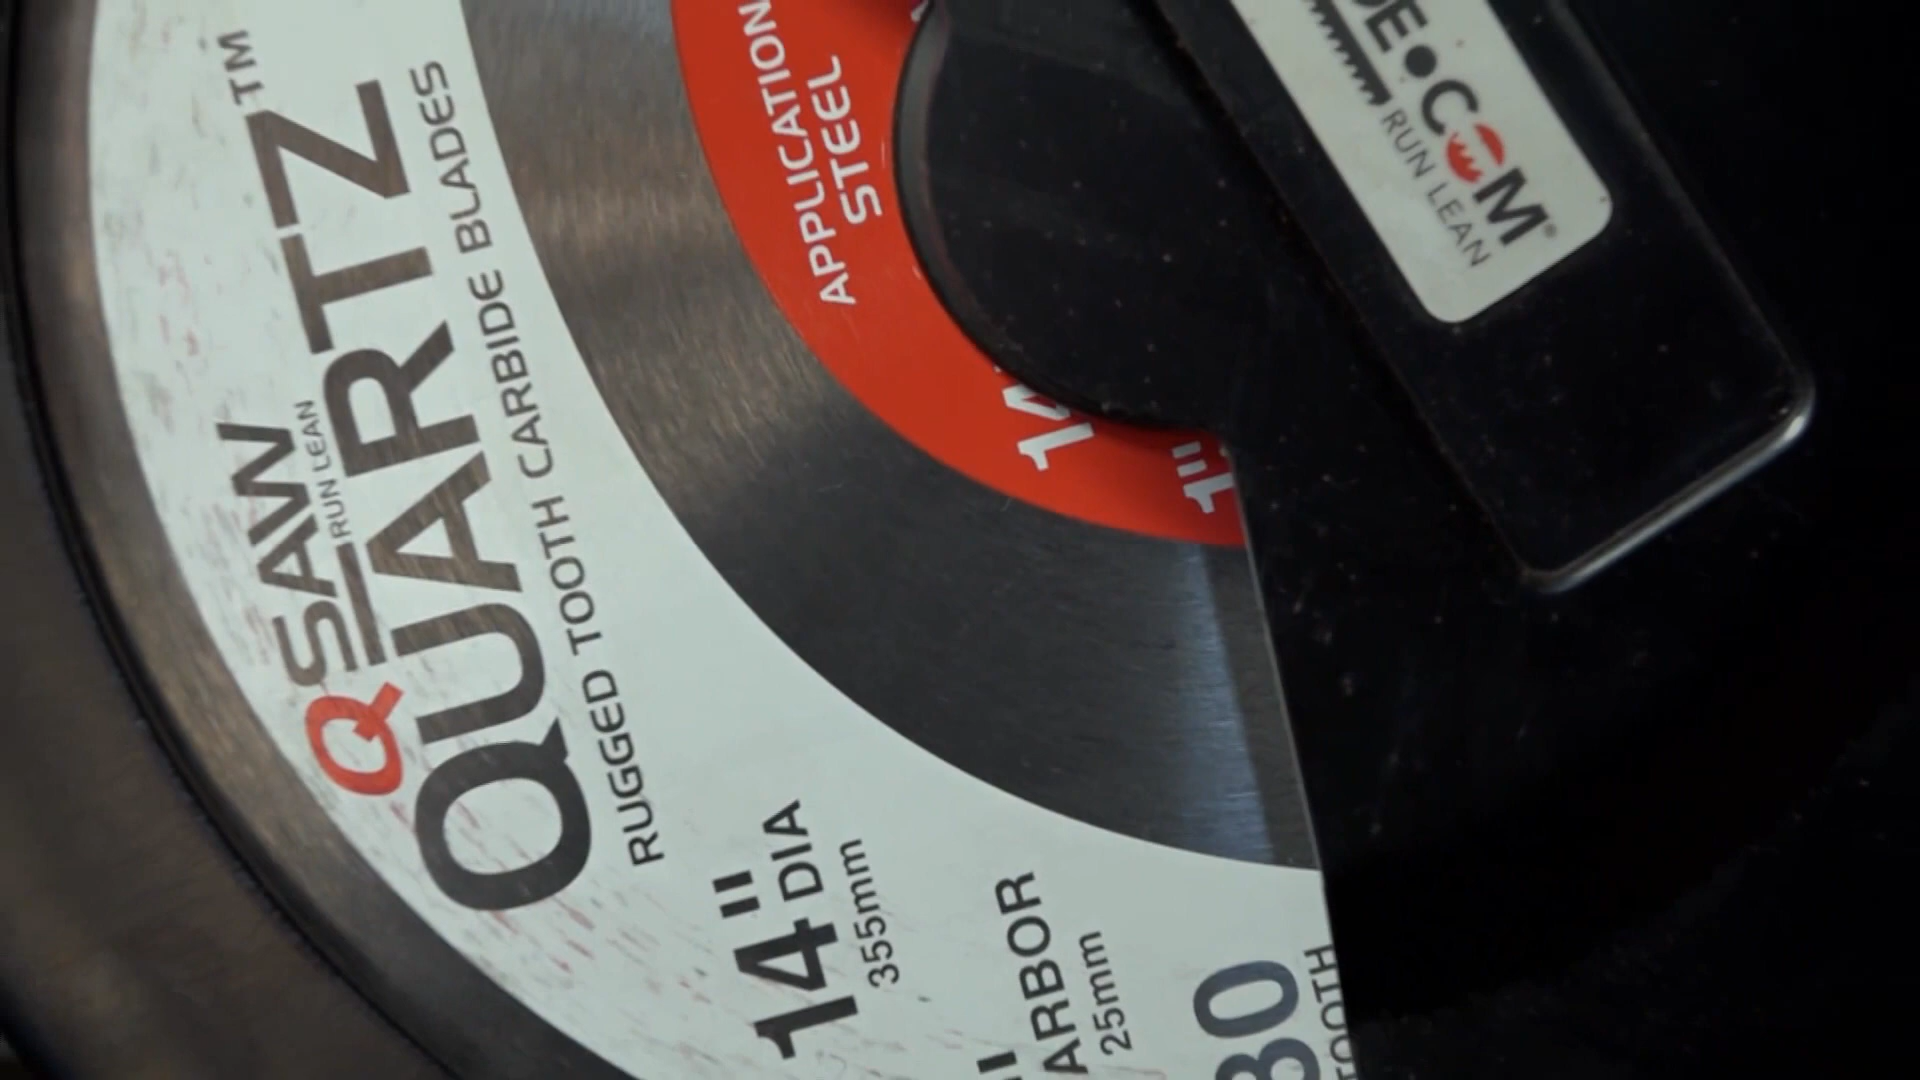 QSAW
RUN LEAN
QUARTZ™
RUGGED TOOTH CARBIDE BLADES
14" DIA
355mm
ARBOR
25mm
80
TOOTH
APPLICATION
STEEL
14
1"
RUN LEAN